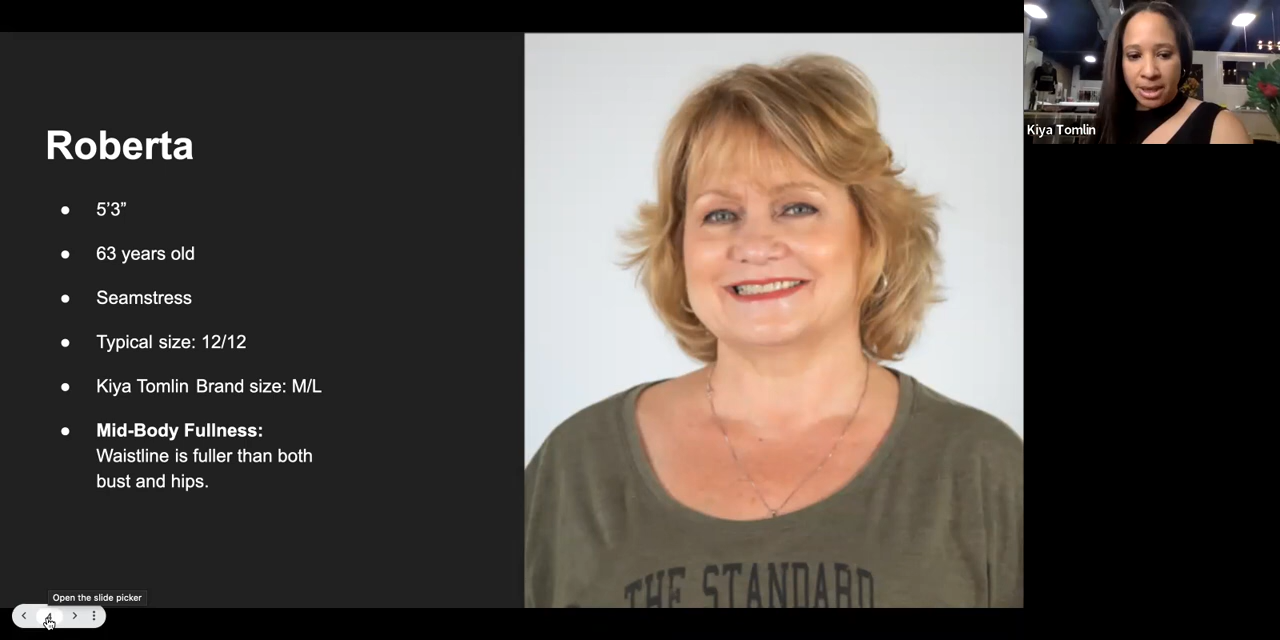 Roberta
● 5’3”
● 63 years old
● Seamstress
● Typical size: 12/12
● Kiya Tomlin Brand size: M/L
● Mid-Body Fullness:
Waistline is fuller than both
bust and hips.
THE STANDARD
Kiya Tomlin
Open the slide picker